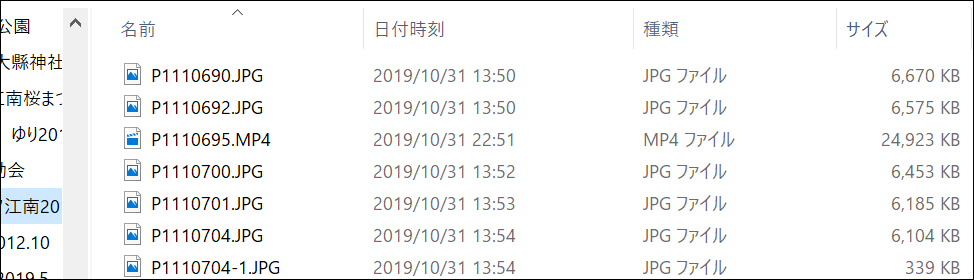 公園
大縣神社
江南桜まつ
ゆり201
動会
江南20
012.10
2019.5
名前 日付時刻 種類 サイズ
P1110690.JPG 2019/10/31 13:50 JPG ファイル 6,670 KB
P1110692.JPG 2019/10/31 13:50 JPG ファイル 6,575 KB
P1110695.MP4 2019/10/31 22:51 MP4 ファイル 24,923 KB
P1110700.JPG 2019/10/31 13:52 JPG ファイル 6,453 KB
P1110701.JPG 2019/10/31 13:53 JPG ファイル 6,185 KB
P1110704.JPG 2019/10/31 13:54 JPG ファイル 6,104 KB
P1110704-1.JPG 2019/10/31 13:54 JPG ファイル 339 KB